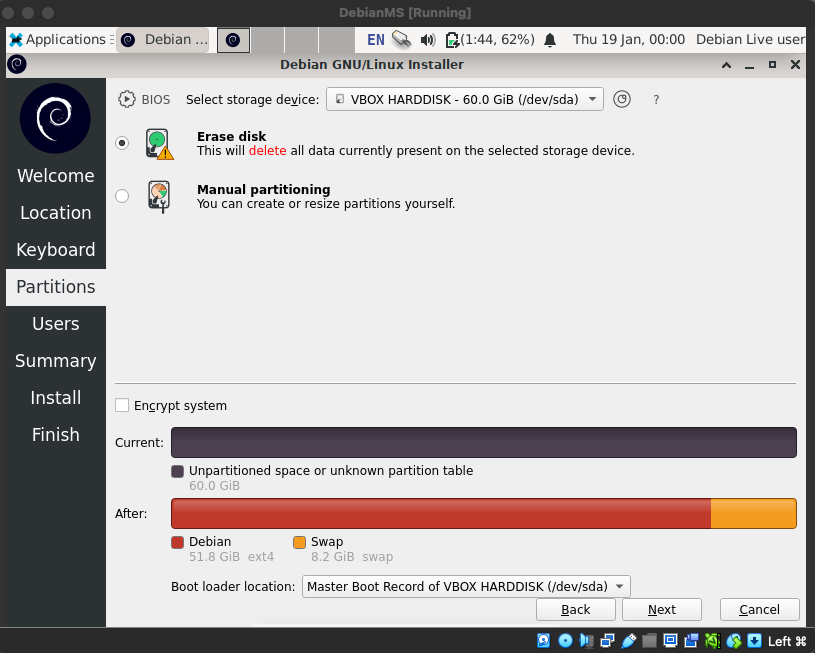 DebianMS [Running]
Applications Debian ... EN (1:44, 62%) Thu 19 Jan, 00:00 Debian Live user
Debian GNU/Linux Installer
BIOS Select storage device: VBOX HARDDISK - 60.0 GiB (/dev/sda) ?
Erase disk
This will delete all data currently present on the selected storage device.
Manual partitioning
You can create or resize partitions yourself.
Welcome
Location
Keyboard
Partitions
Users
Summary
Install
Finish
Encrypt system
Current:
Unpartitioned space or unknown partition table
60.0 GiB
After:
Debian Swap
51.8 GiB ext4 8.2 GiB swap
Boot loader location: Master Boot Record of VBOX HARDDISK (/dev/sda)
Back Next Cancel
Left ⌘